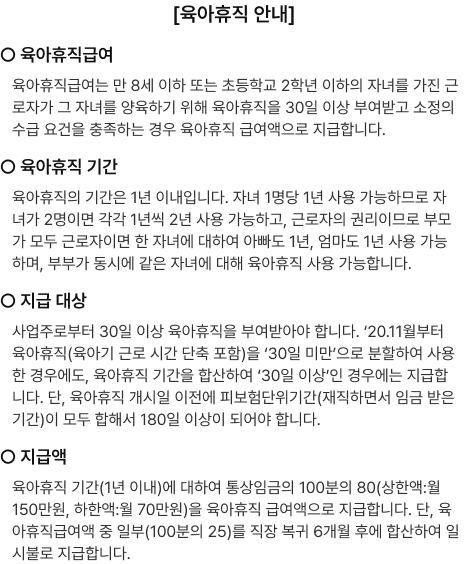 [육아휴직 안내]
○ 육아휴직급여
육아휴직급여는 만 8세 이하 또는 초등학교 2학년 이하의 자녀를 가진 근
로자가 그 자녀를 양육하기 위해 육아휴직을 30일 이상 부여받고 소정의
수급 요건을 충족하는 경우 육아휴직 급여액으로 지급합니다.
○ 육아휴직 기간
육아휴직의 기간은 1년 이내입니다. 자녀 1명당 1년 사용 가능하므로 자
녀가 2명이면 각각 1년씩 2년 사용 가능하고, 근로자의 권리이므로 부모
가 모두 근로자이면 한 자녀에 대하여 아빠도 1년, 엄마도 1년 사용 가능
하며, 부부가 동시에 같은 자녀에 대해 육아휴직 사용 가능합니다.
○ 지급 대상
사업주로부터 30일 이상 육아휴직을 부여받아야 합니다. ‘20.11월부터
육아휴직(육아기 근로 시간 단축 포함)을 ‘30일 미만’으로 분할하여 사용
한 경우에도, 육아휴직 기간을 합산하여 ‘30일 이상’인 경우에는 지급합
니다. 단, 육아휴직 개시일 이전에 피보험단위기간(재직하면서 임금 받은
기간)이 모두 합해서 180일 이상이 되어야 합니다.
○ 지급액
육아휴직 기간(1년 이내)에 대하여 통상임금의 100분의 80(상한액:월
150만원, 하한액:월 70만원)을 육아휴직 급여액으로 지급합니다. 단, 육
아휴직급여액 중 일부(100분의 25)를 직장 복귀 6개월 후에 합산하여 일
시불로 지급합니다.